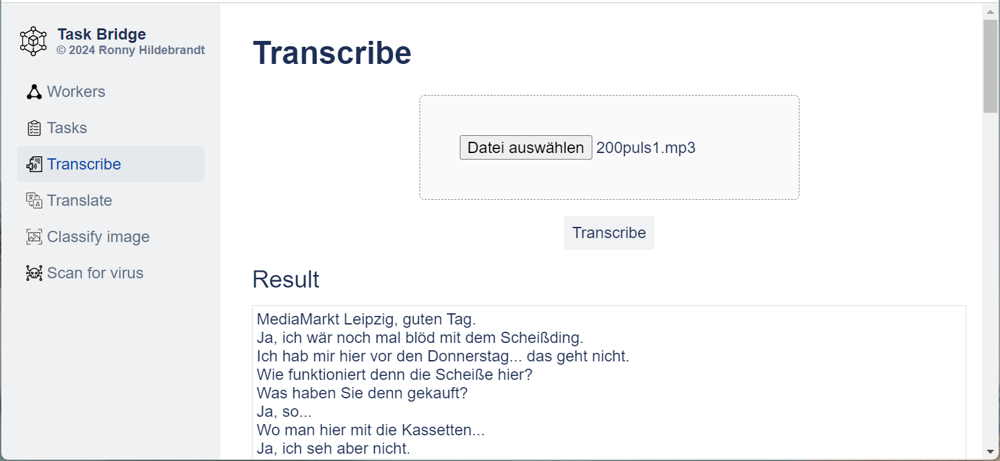 Task Bridge
© 2024 Ronny Hildebrandt
Workers
Tasks
Transcribe
Translate
Classify image
Scan for virus
Transcribe
Datei auswählen 200puls1.mp3
Transcribe
Result
MediaMarkt Leipzig, guten Tag.
Ja, ich wär noch mal blöd mit dem Scheißding.
Ich hab mir hier vor den Donnerstag... das geht nicht.
Wie funktioniert denn die Scheiße hier?
Was haben Sie denn gekauft?
Ja, so...
Wo man hier mit die Kassetten...
Ja, ich seh aber nicht.